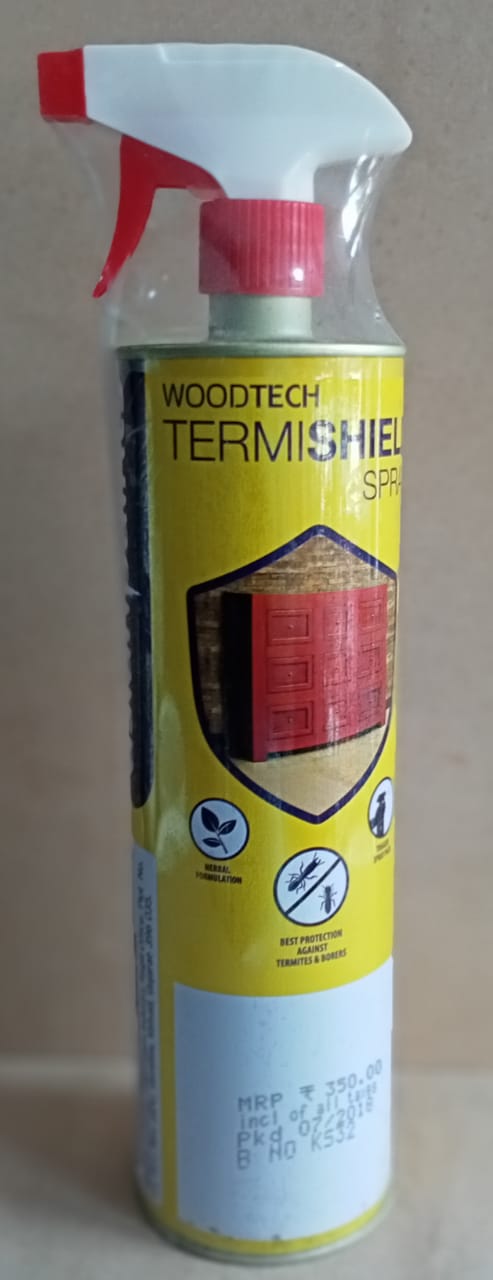 WOODTECH
TERMISHIEL
SPRA
HERBAL
FORMULATION
BEST PROTECTION
AGAINST
TERMITES & BORERS
MRP ₹ 350.00
incl of all taxes
Pkd 07/2018
B NO K532